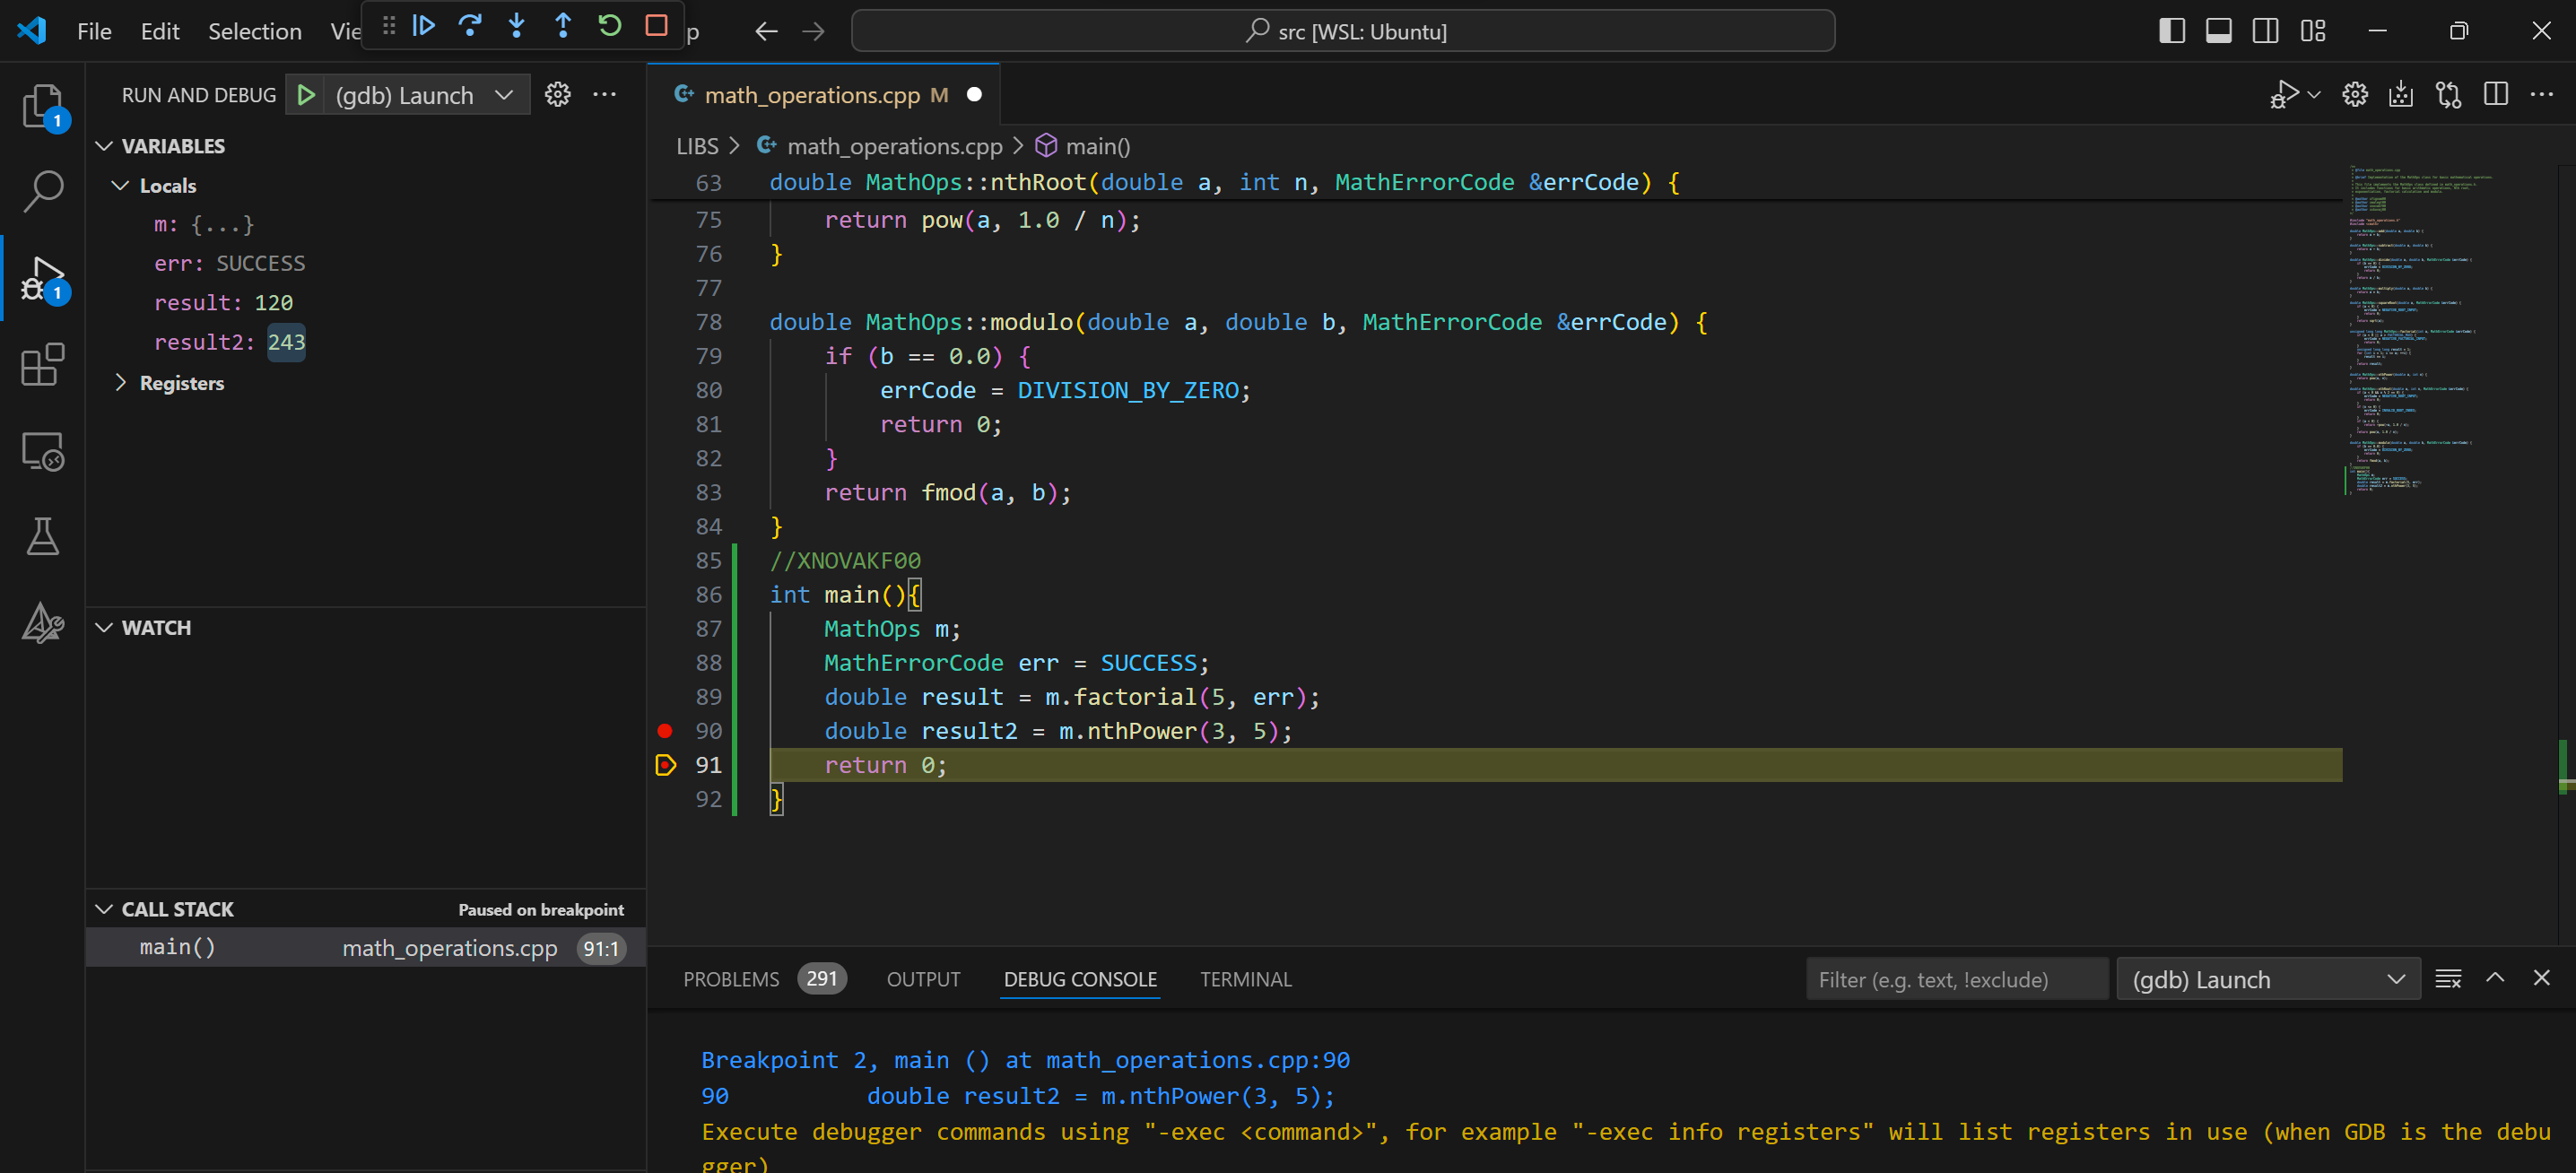 File Edit Selection Vie p src [WSL: Ubuntu]
RUN AND DEBUG (gdb) Launch
1
1
VARIABLES
Locals
m: {...}
err: SUCCESS
result: 120
result2: 243
Registers
WATCH
CALL STACK Paused on breakpoint
main() math_operations.cpp 91:1
math_operations.cpp M
LIBS math_operations.cpp main()
63 double MathOps::nthRoot(double a, int n, MathErrorCode &errCode) {
75 return pow(a, 1.0 / n);
76 }
77
78 double MathOps::modulo(double a, double b, MathErrorCode &errCode) {
79 if (b == 0.0) {
80 errCode = DIVISION_BY_ZERO;
81 return 0;
82 }
83 return fmod(a, b);
84 }
85 //XNOVAKF00
86 int main(){
87 MathOps m;
88 MathErrorCode err = SUCCESS;
89 double result = m.factorial(5, err);
90 double result2 = m.nthPower(3, 5);
91 return 0;
92 }
PROBLEMS 291 OUTPUT DEBUG CONSOLE TERMINAL Filter (e.g. text, !exclude) (gdb) Launch
Breakpoint 2, main () at math_operations.cpp:90
90 double result2 = m.nthPower(3, 5);
Execute debugger commands using "-exec <command>", for example "-exec info registers" will list registers in use (when GDB is the debu
gger)